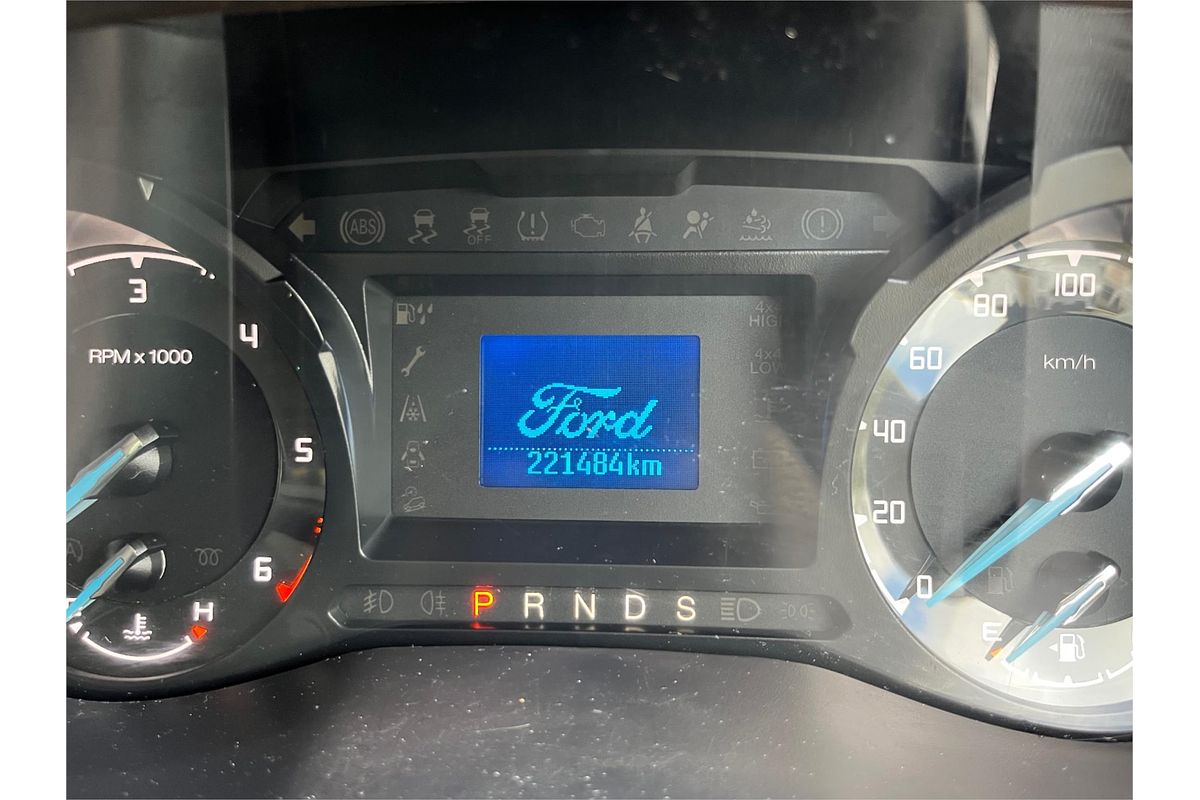 ABS
OFF
3
4
5
6
RPM x 1000
H
4x4
HIGH
4x4
LOW
Ford
221484km
P R N D S
0
20
40
60
80
100
km/h
E